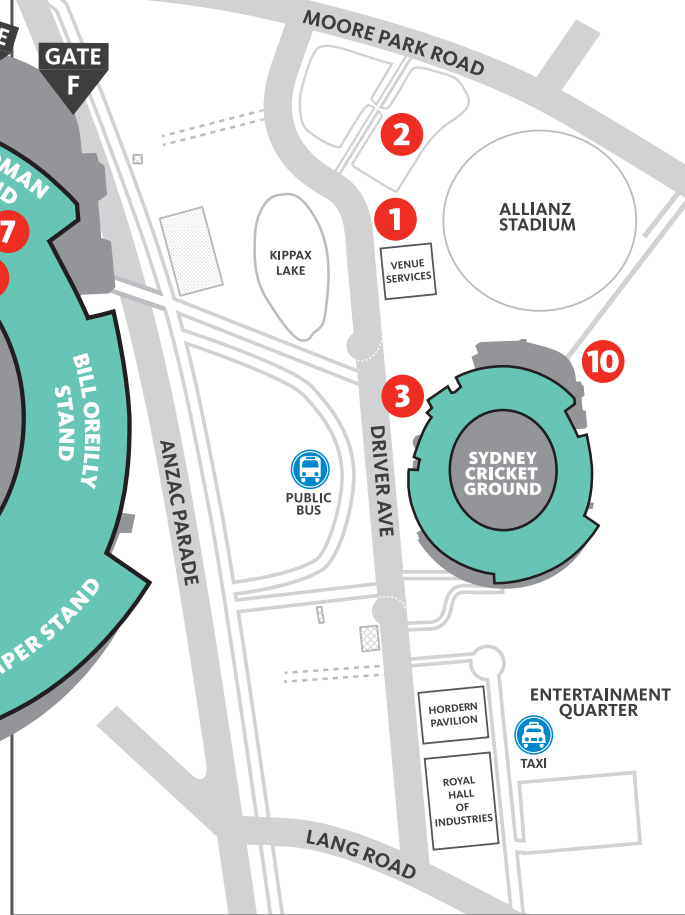 MOORE PARK ROAD
GATE
F
2
7
1
ALLIANZ
STADIUM
KIPPAX
LAKE
VENUE
SERVICES
10
3
BILL OREILLY
STAND
DRIVER AVE
SYDNEY
CRICKET
GROUND
PUBLIC
BUS
ANZAC PARADE
STAND
ENTERTAINMENT
QUARTER
HORDERN
PAVILION
TAXI
ROYAL
HALL
OF
INDUSTRIES
LANG ROAD